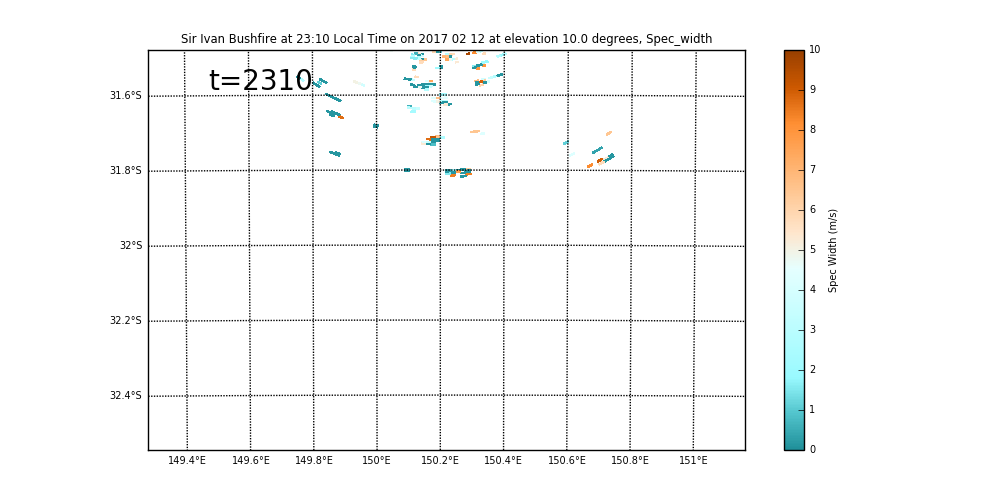 Sir Ivan Bushfire at 23:10 Local Time on 2017 02 12 at elevation 10.0 degrees, Spec_width
t=2310
31.6°S
31.8°S
32°S
32.2°S
32.4°S
149.4°E 149.6°E 149.8°E 150°E 150.2°E 150.4°E 150.6°E 150.8°E 151°E
10
9
8
7
6
5
4
3
2
1
0
Spec Width (m/s)